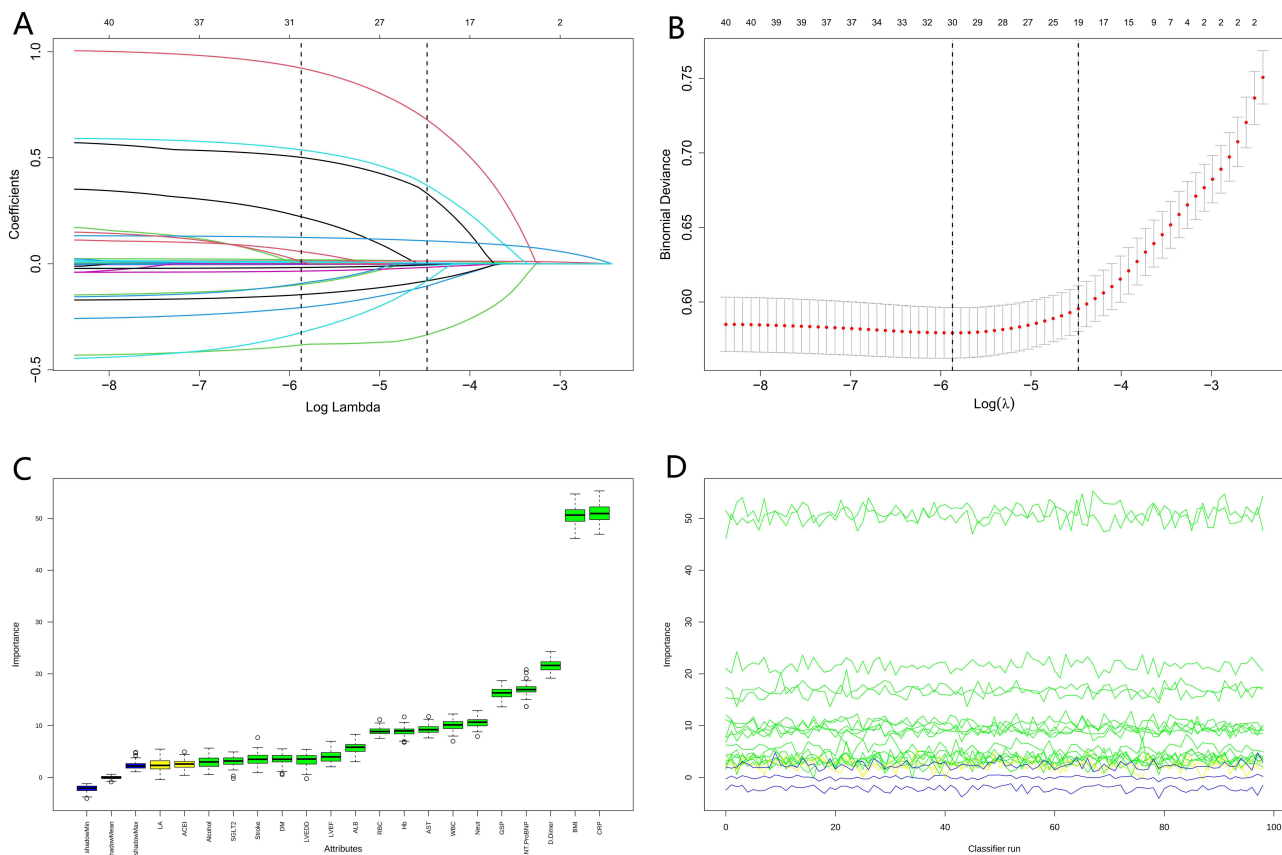 A
40 37 31 27 17 2
1.0
0.5
0.0
−0.5
Coefficients
−8 −7 −6 −5 −4 −3
Log Lambda
B
40 40 39 39 37 37 34 33 32 30 28 27 25 19 17 15 9 7 4 2 2 2 2
0.75
0.70
0.65
0.60
Binomial Deviance
−8 −7 −6 −5 −4 −3
Log(λ)
C
50
40
30
20
10
0
Importance
shadowMin
shadowMean
shadowMax
LA
ACEI
Alcohol
SGLT2
Stroke
DM
LVEDD
LVEF
ALB
RBC
Hb
AST
WBC
Neut
GSP
NT.ProBNP
D.Dimer
BMI
CRP
Attributes
D
50
40
30
20
10
0
Importance
0 20 40 60 80 100
Classifier run